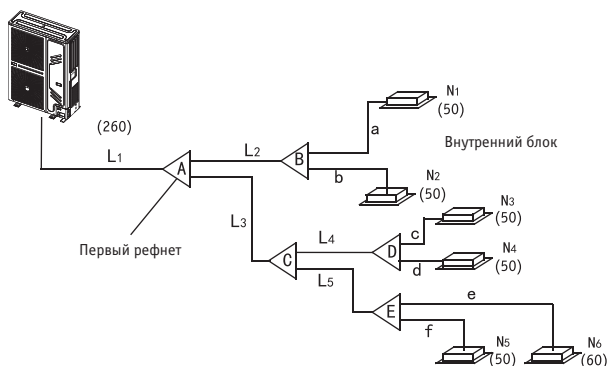 N1
(50)
a
(260)
Внутренний блок
L1
A
L2
B
b
N2
(50)
N3
(50)
L3
L4
c
Первый рефнет
C
D
d
N4
(50)
L5
e
E
f
N5
(50)
N6
(60)